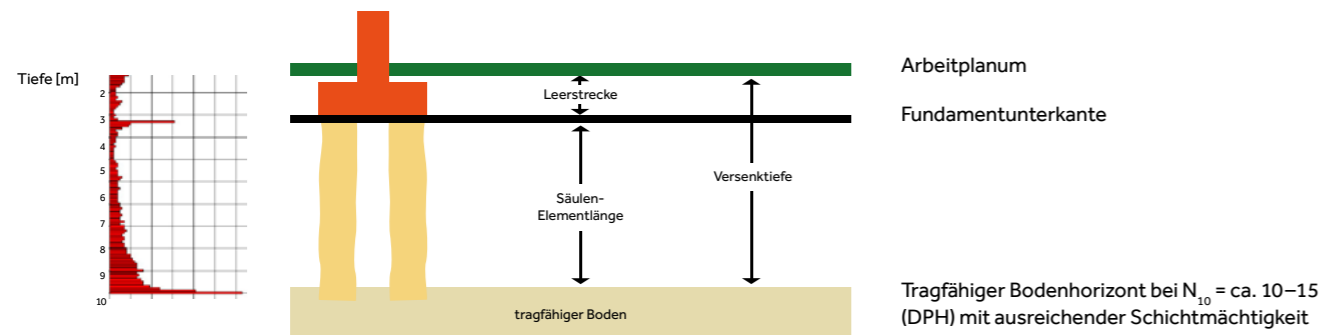 Tiefe [m]
2
3
4
5
6
7
8
9
10
Leerstrecke
Säulen-
Elementlänge
Versenktiefe
tragfähiger Boden
Arbeitplanum
Fundamentunterkante
Tragfähiger Bodenhorizont bei N₁₀ = ca. 10–15
(DPH) mit ausreichender Schichtmächtigkeit